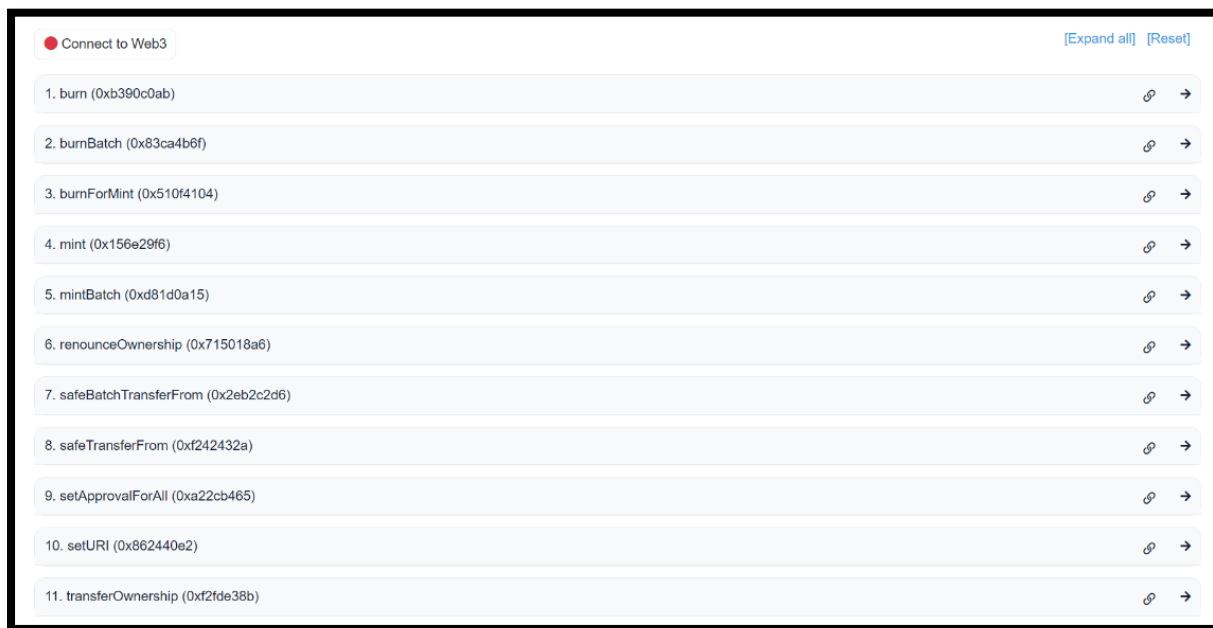 Connect to Web3
[Expand all] [Reset]
1. burn (0xb390c0ab)
2. burnBatch (0x83ca4b6f)
3. burnForMint (0x510f4104)
4. mint (0x156e29f6)
5. mintBatch (0xd81d0a15)
6. renounceOwnership (0x715018a6)
7. safeBatchTransferFrom (0x2eb2c2d6)
8. safeTransferFrom (0xf242432a)
9. setApprovalForAll (0xa22cb465)
10. setURI (0x862440e2)
11. transferOwnership (0xf2fde38b)